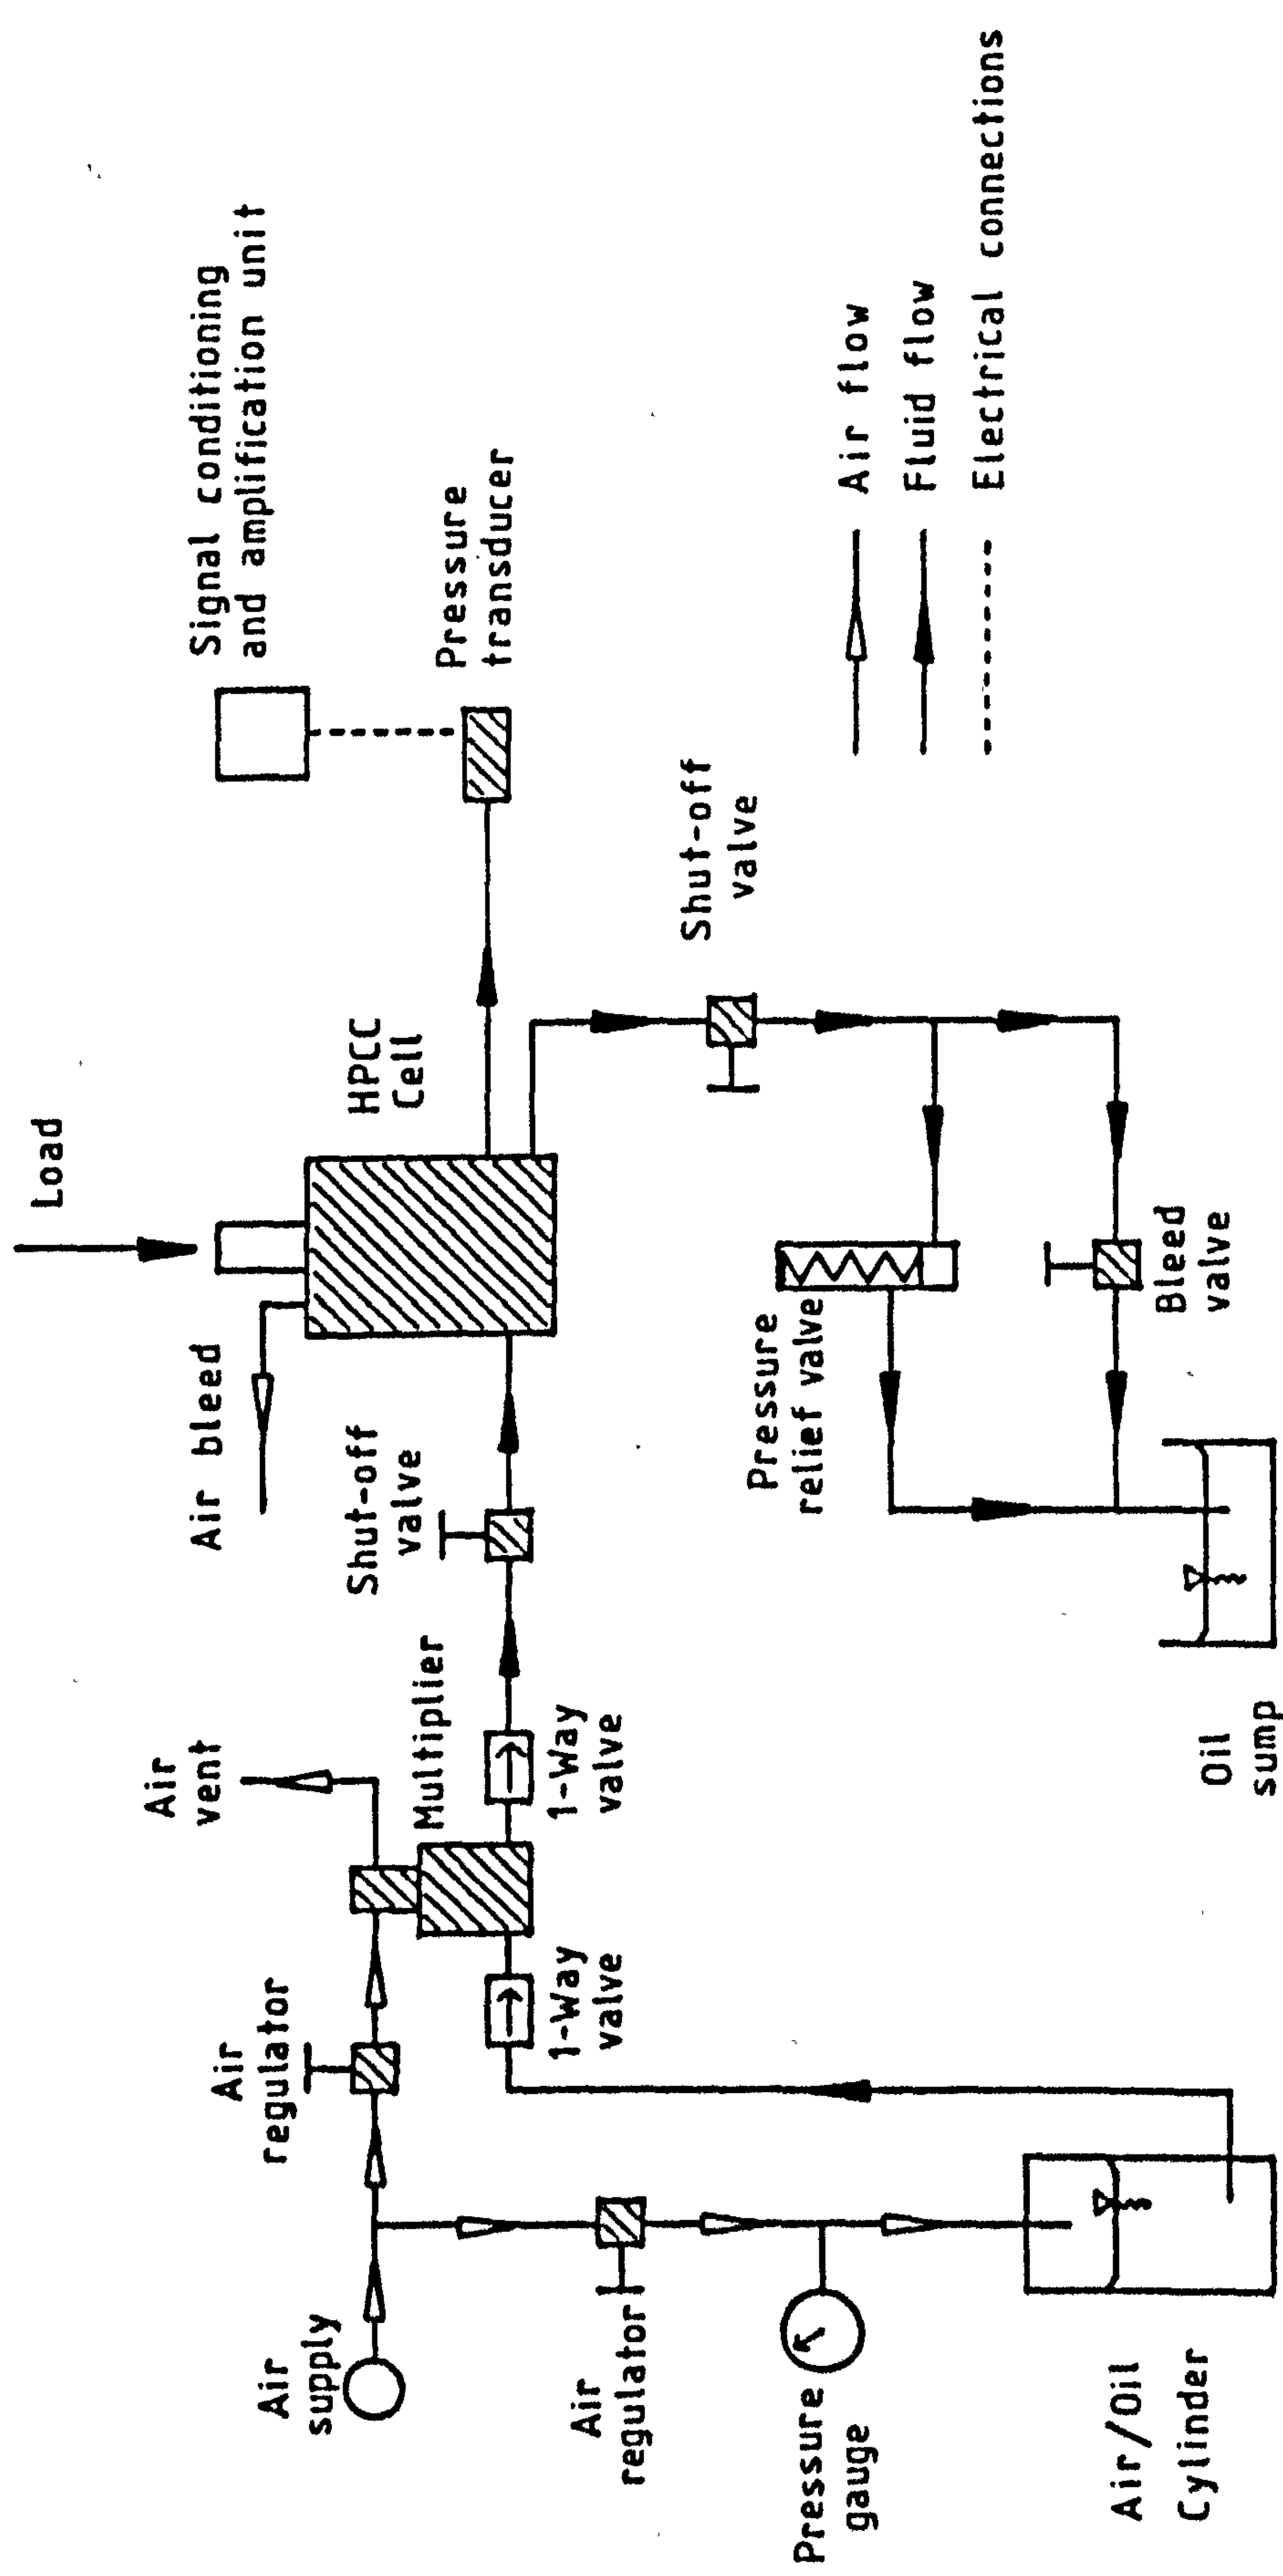 Load
Signal conditioning
and amplification unit
Air bleed
HPCC
Cell
Pressure
transducer
Air
vent
Shut-off
valve
Air
regulator
Multiplier
Air
supply
1-Way
valve
1-Way
valve
Shut-off
valve
Air
regulator
Pressure
relief valve
Air flow
Fluid flow
Electrical connections
Pressure
gauge
Bleed
valve
Air/Oil
Cylinder
Oil
sump